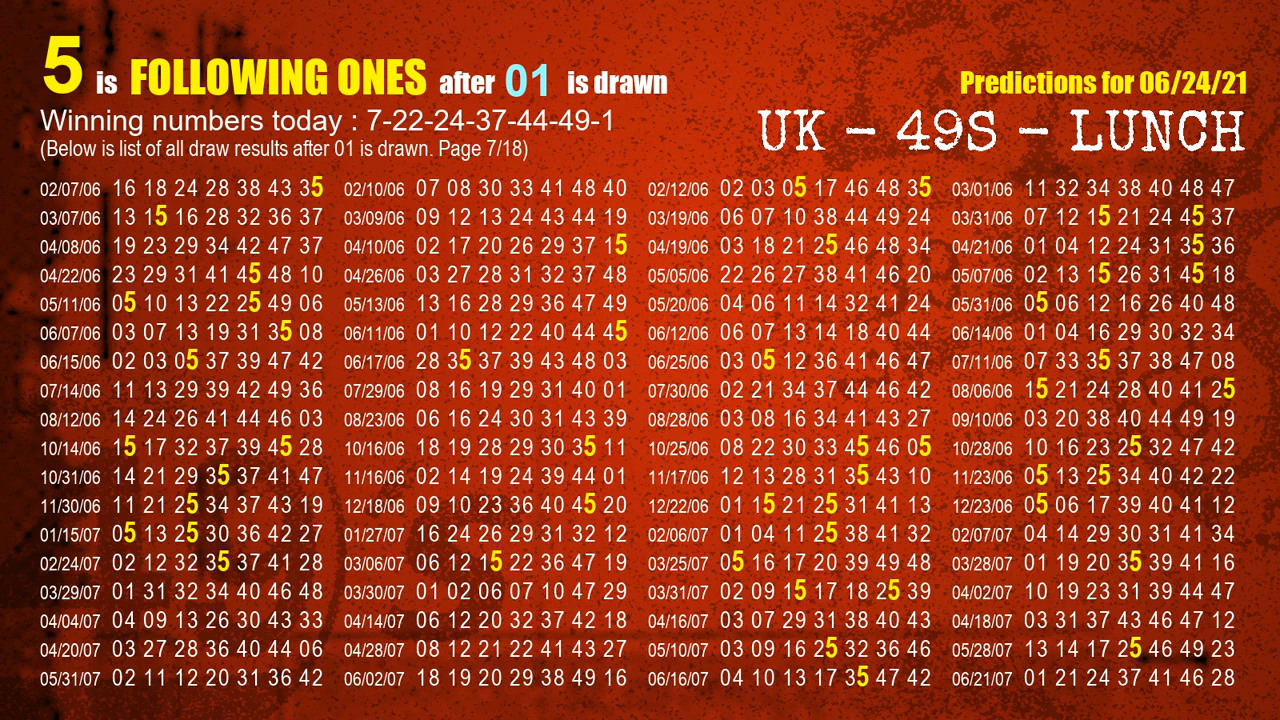 5 is FOLLOWING ONES after 01 is drawn
Predictions for 06/24/21
Winning numbers today : 7-22-24-37-44-49-1
UK - 49S - LUNCH
(Below is list of all draw results after 01 is drawn. Page 7/18)
02/07/06 16 18 24 28 38 43 35 02/10/06 07 08 30 33 41 48 40 02/12/06 02 03 05 17 46 48 35 03/01/06 11 32 34 38 40 48 47
03/07/06 13 15 16 28 32 36 37 03/09/06 09 12 13 24 43 44 19 03/19/06 06 07 10 38 44 49 24 03/31/06 07 12 15 21 24 45 37
04/08/06 19 23 29 34 42 47 37 04/10/06 02 17 20 26 29 37 15 04/19/06 03 18 21 25 46 48 34 04/21/06 01 04 12 24 31 35 36
04/22/06 23 29 31 41 45 48 10 04/26/06 03 27 28 31 32 37 48 05/05/06 22 26 27 38 41 46 20 05/07/06 02 13 15 26 31 45 18
05/11/06 05 10 13 22 25 49 06 05/13/06 13 16 28 29 36 47 49 05/20/06 04 06 11 14 32 41 24 05/31/06 05 06 12 16 26 40 48
06/07/06 03 07 13 19 31 35 08 06/11/06 01 10 12 22 40 44 45 06/12/06 06 07 13 14 18 40 44 06/14/06 01 04 16 29 30 32 34
06/15/06 02 03 05 37 39 47 42 06/17/06 28 35 37 39 43 48 03 06/25/06 03 05 12 36 41 46 47 07/11/06 07 33 35 37 38 47 08
07/14/06 11 13 29 39 42 49 36 07/29/06 08 16 19 29 31 40 01 07/30/06 02 21 34 37 44 46 42 08/06/06 15 21 24 28 40 41 25
08/12/06 14 24 26 41 44 46 03 08/23/06 06 16 24 30 31 43 39 08/28/06 03 08 16 34 41 43 27 09/10/06 03 20 38 40 44 49 19
10/14/06 15 17 32 37 39 45 28 10/16/06 18 19 28 29 30 35 11 10/25/06 08 22 30 33 45 46 05 10/28/06 10 16 23 25 32 47 42
10/31/06 14 21 29 35 37 41 47 11/16/06 02 14 19 24 39 44 01 11/17/06 12 13 28 31 35 43 10 11/23/06 05 13 25 34 40 42 22
11/30/06 11 21 25 34 37 43 19 12/18/06 09 10 23 36 40 45 20 12/22/06 01 15 21 25 31 41 13 12/23/06 05 06 17 39 40 41 12
01/15/07 05 13 25 30 36 42 27 01/27/07 16 24 26 29 31 32 12 02/06/07 01 04 11 25 38 41 32 02/07/07 04 14 29 30 31 41 34
02/24/07 02 12 32 35 37 41 28 03/06/07 06 12 15 22 36 47 19 03/25/07 05 16 17 20 39 49 48 03/28/07 01 19 20 35 39 41 16
03/29/07 01 31 32 34 40 46 48 03/30/07 01 02 06 07 10 47 29 03/31/07 02 09 15 17 18 25 39 04/02/07 10 19 23 31 39 44 47
04/04/07 04 09 13 26 30 43 33 04/14/07 06 12 20 32 37 42 18 04/16/07 03 07 29 31 38 40 43 04/18/07 03 31 37 43 46 47 12
04/20/07 03 27 28 36 40 44 06 04/28/07 08 12 21 22 41 43 27 05/10/07 03 09 16 25 32 36 46 05/28/07 13 14 17 25 46 49 23
05/31/07 02 11 12 20 31 36 42 06/02/07 18 19 20 29 38 49 16 06/16/07 04 10 13 17 35 47 22 06/21/07 01 21 24 37 41 46 28